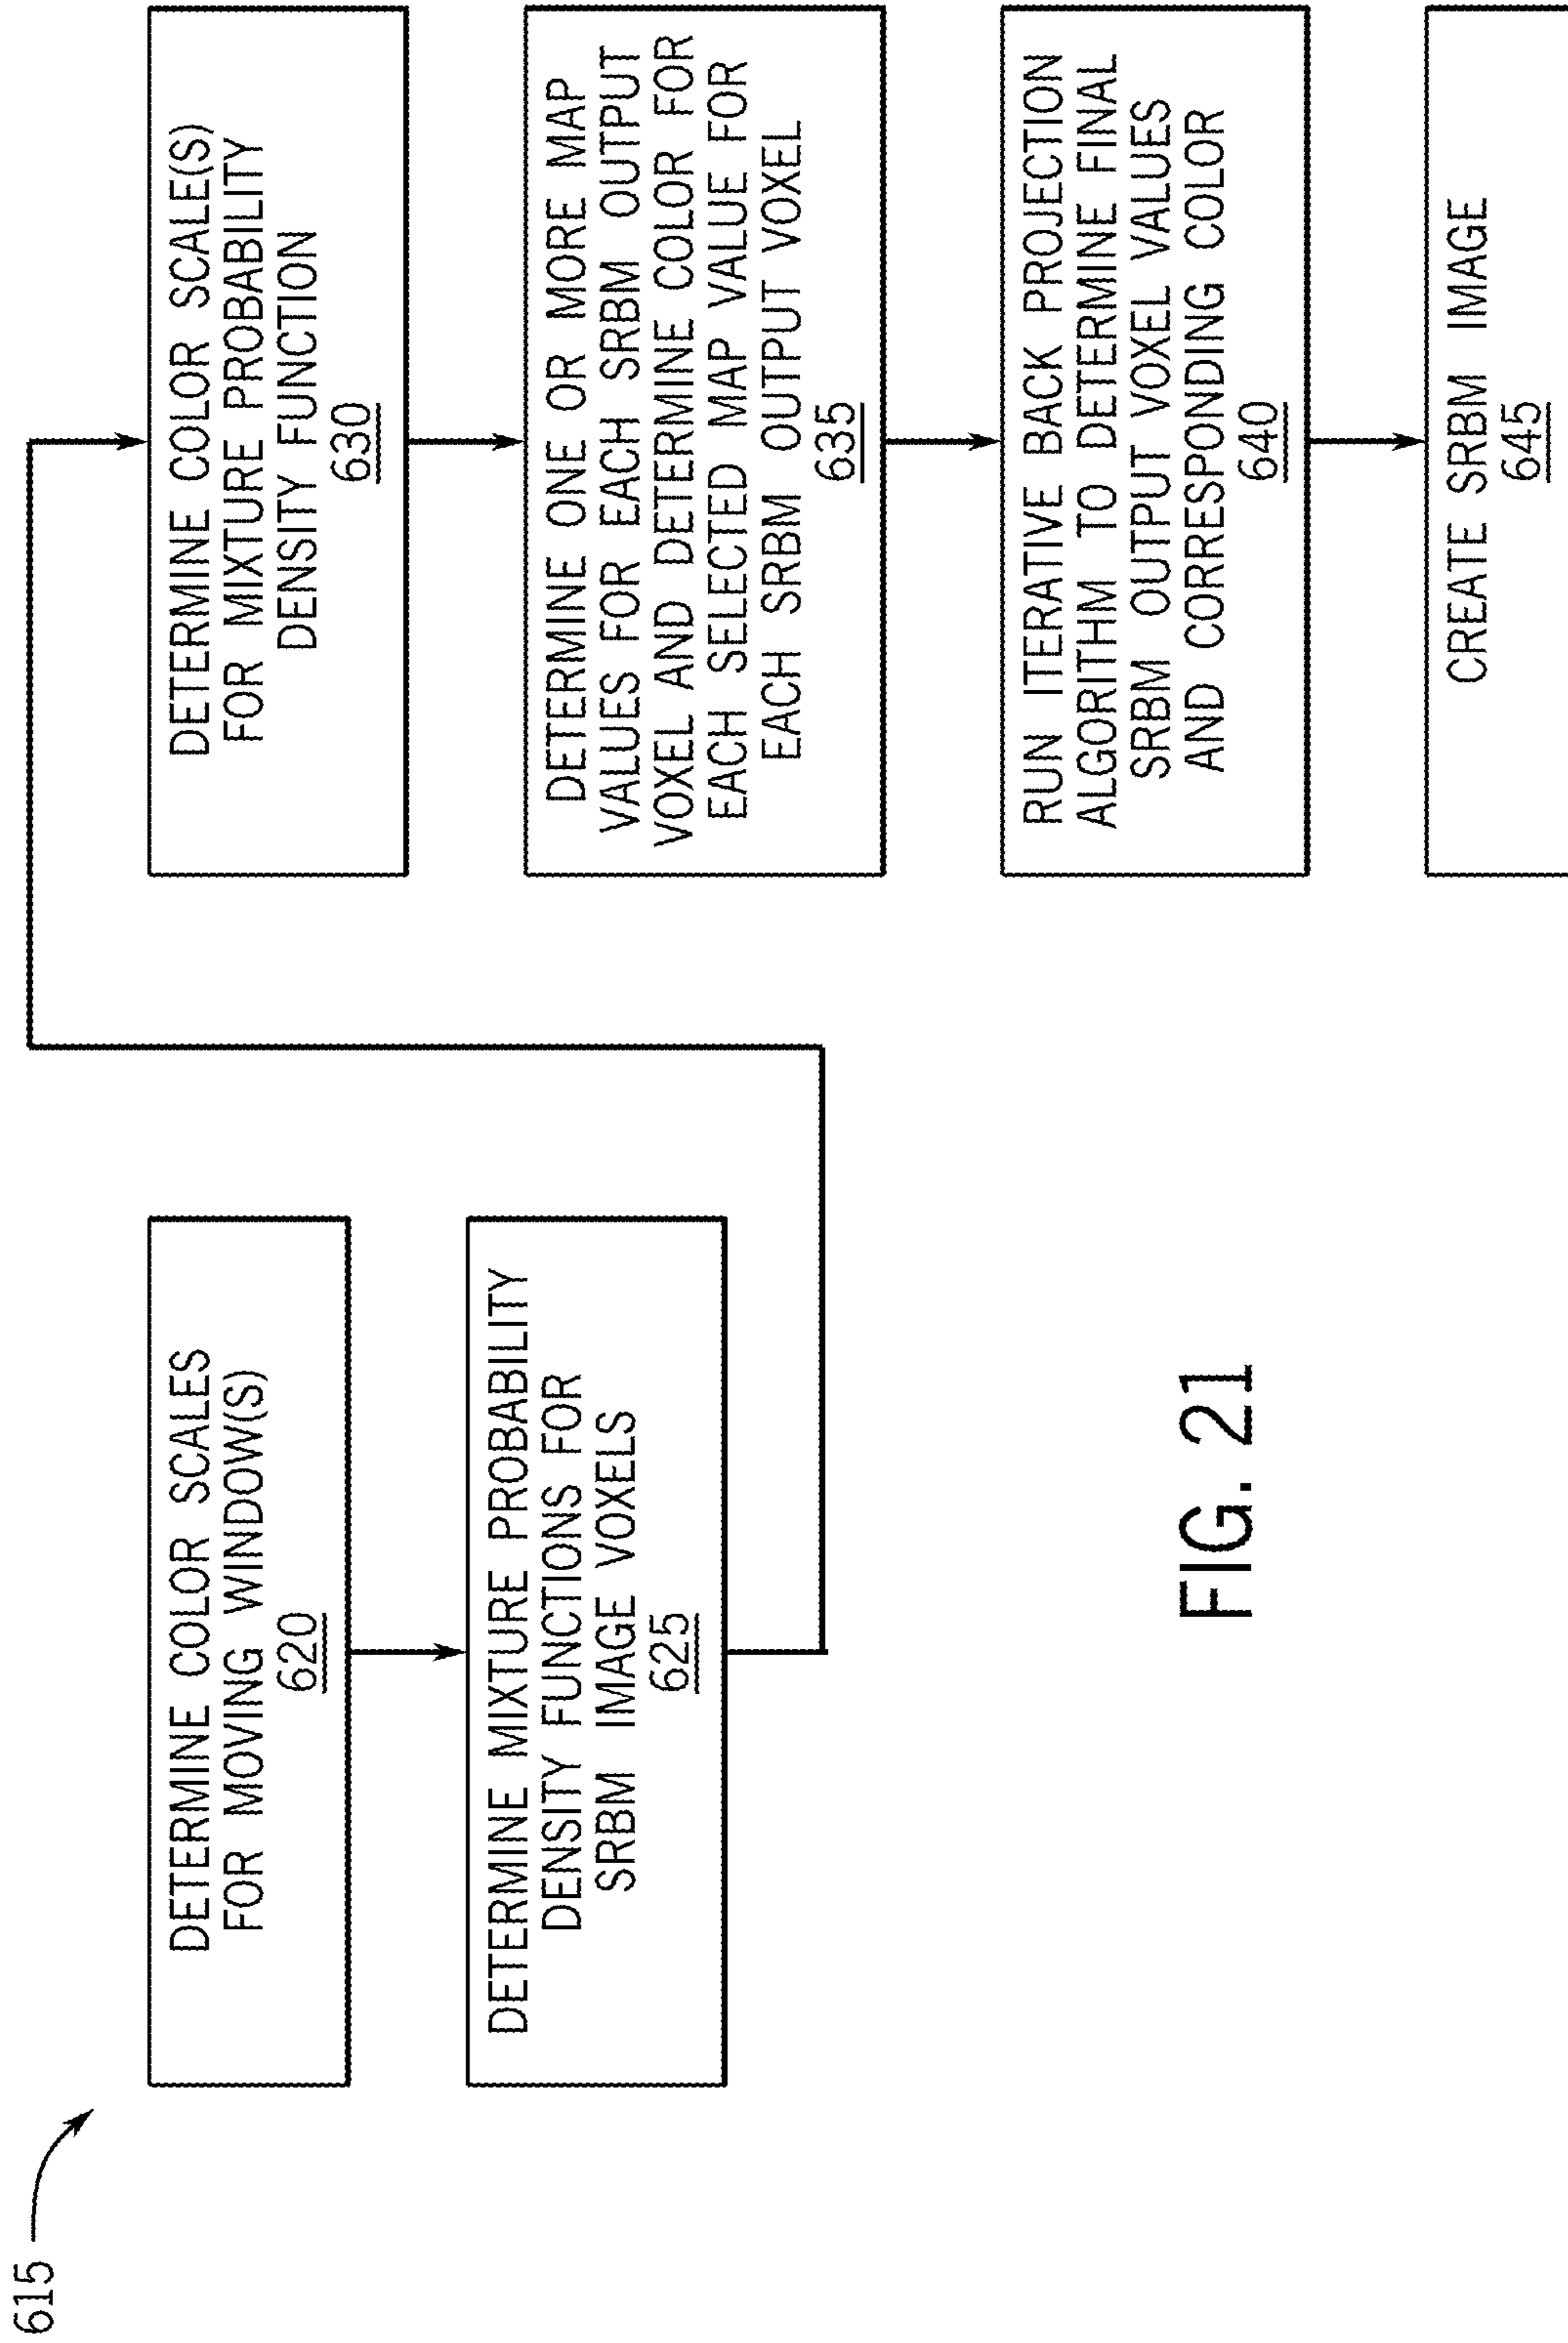 615
DETERMINE COLOR SCALES
FOR MOVING WINDOW(S)
620
DETERMINE MIXTURE PROBABILITY
DENSITY FUNCTIONS FOR
SRBM IMAGE VOXELS
625
DETERMINE COLOR SCALE(S)
FOR MIXTURE PROBABILITY
DENSITY FUNCTION
630
DETERMINE ONE OR MORE MAP
VALUES FOR EACH SRBM OUTPUT
VOXEL AND DETERMINE COLOR FOR
EACH SELECTED MAP VALUE FOR
EACH SRBM OUTPUT VOXEL
635
RUN ITERATIVE BACK PROJECTION
ALGORITHM TO DETERMINE FINAL
SRBM OUTPUT VOXEL VALUES
AND CORRESPONDING COLOR
640
CREATE SRBM IMAGE
645
FIG. 21